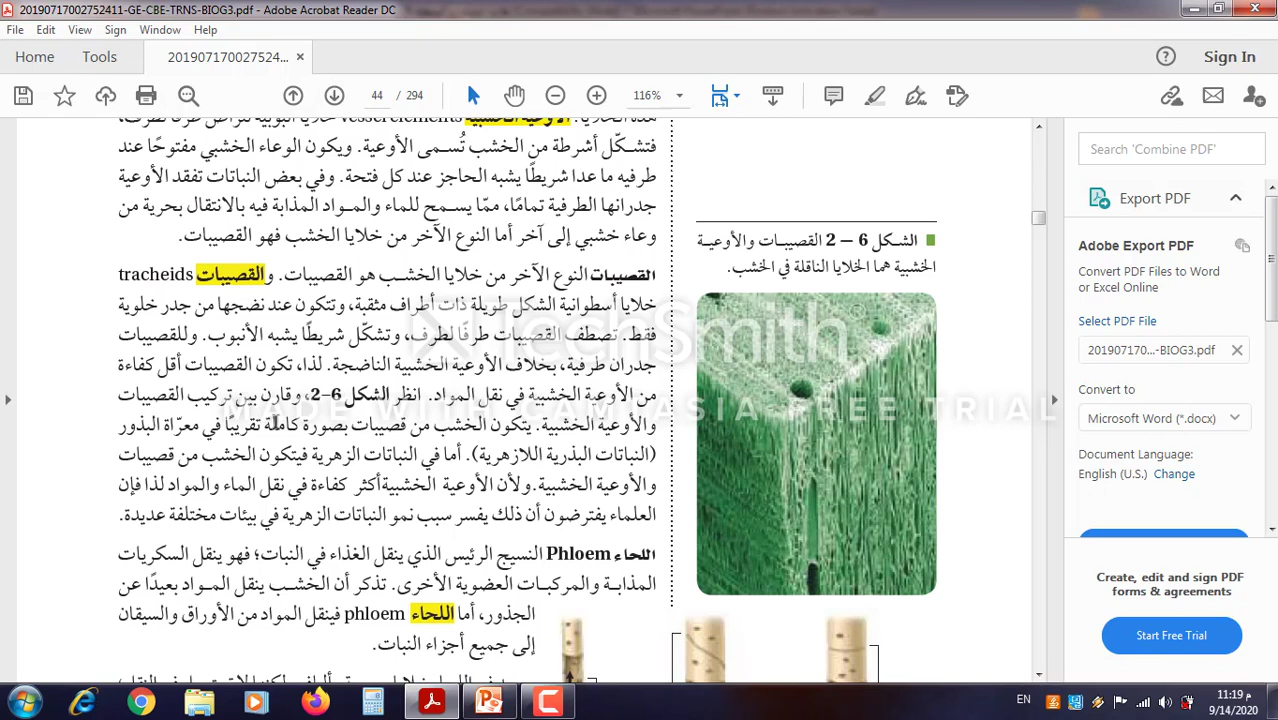 201907170027522411-GE-CBE-TRNS-BIOG3.pdf - Adobe Acrobat Reader DC
File Edit View Sign Window Help
Home Tools 201907170027524... × Sign In
44 / 294 116%
هذه الخلايا. الأوعية الخشبية vesserelements خلايا أنبوبية تتراص طرفًا لطرف،
فتشكّل أشرطة من الخشب تُسمى الأوعية. ويكون الوعاء الخشبي مفتوحًا عند
طرفيه ما عدا شريطًا يشبه الحاجز عند كل فتحة. وفي بعض النباتات تفقد الأوعية
جدرانها الطرفية تمامًا، ممّا يسمح للماء والمواد المذابة فيه بالانتقال بحرية من
وعاء خشبي إلى آخر أما النوع الآخر من خلايا الخشب فهو القصيبات.
القصيبات النوع الآخر من خلايا الخشب هو القصيبات. والقصيبات tracheids
خلايا أسطوانية الشكل طويلة ذات أطراف مثقبة، وتتكون عند نضجها من جدر خلوية
فقط. تصطف القصيبات طرفًا لطرف، وتشكّل شريطًا يشبه الأنبوب. وللقصيبات
جدران طرفية، بخلاف الأوعية الخشبية الناضجة. لذا، تكون القصيبات أقل كفاءة
من الأوعية الخشبية في نقل المواد. انظر الشكل 6-2، وقارن بين تركيب القصيبات
والأوعية الخشبية. يتكون الخشب من قصيبات بصورة كاملة تقريبًا في معرّاة البذور
(النباتات البذرية اللازهرية). أما في النباتات الزهرية فيتكون الخشب من قصيبات
والأوعية الخشبية.ولأن الأوعية الخشبيةأكثر كفاءة في نقل الماء والمواد لذا فإن
العلماء يفترضون أن ذلك يفسر سبب نمو النباتات الزهرية في بيئات مختلفة عديدة.
اللحاء Phloem النسيج الرئيس الذي ينقل الغذاء في النبات؛ فهو ينقل السكريات
المذابة والمركبات العضوية الأخرى. تذكر أن الخشب ينقل المواد بعيدًا عن
الجذور، أما اللحاء phloem فينقل المواد من الأوراق والسيقان
إلى جميع أجزاء النبات.
الشكل 6 – 2 القصيبات والأوعية
الخشبية هما الخلايا الناقلة في الخشب.
TechSmith
MADE WITH CAMTASIA FREE TRIAL
Search 'Combine PDF'
Export PDF
Adobe Export PDF
Convert PDF Files to Word
or Excel Online
Select PDF File
201907170...-BIOG3.pdf ×
Convert to
Microsoft Word (*.docx)
Document Language:
English (U.S.) Change
Create, edit and sign PDF
forms & agreements
Start Free Trial
EN
11:19 م
9/14/2020